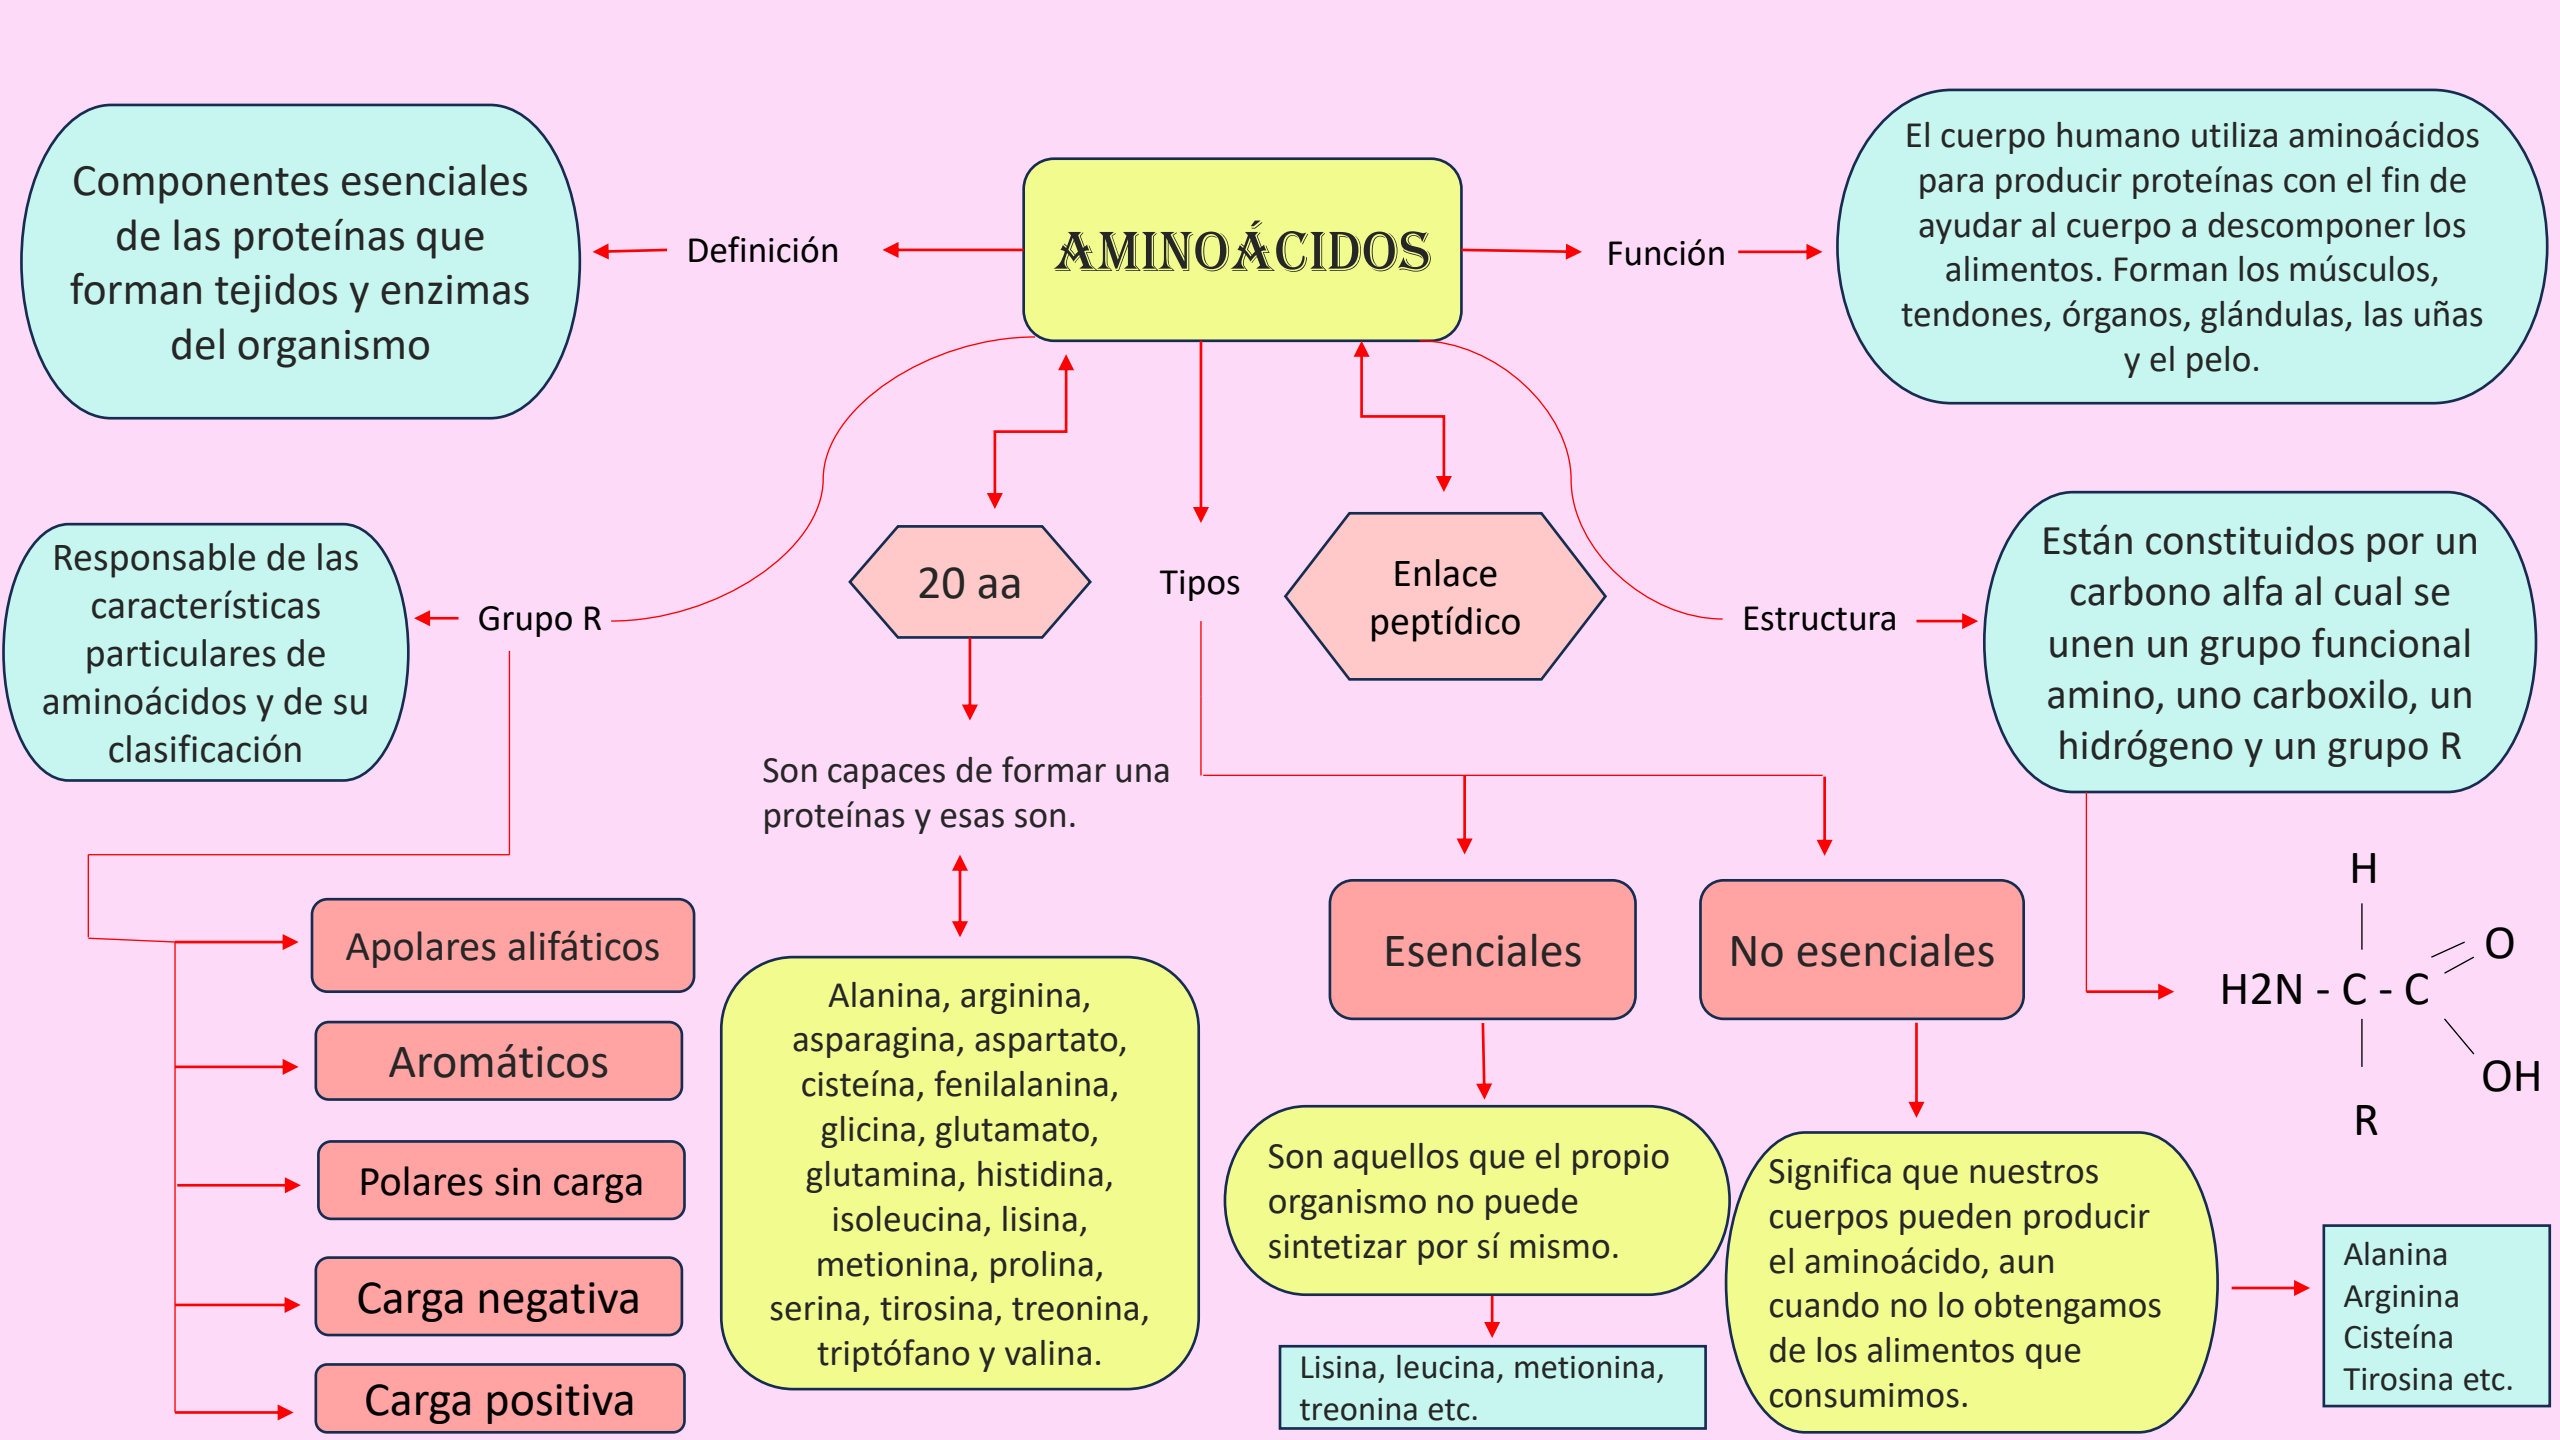 AMINOÁCIDOS
Definición
Componentes esenciales
de las proteínas que
forman tejidos y enzimas
del organismo
Función
El cuerpo humano utiliza aminoácidos
para producir proteínas con el fin de
ayudar al cuerpo a descomponer los
alimentos. Forman los músculos,
tendones, órganos, glándulas, las uñas
y el pelo.
Grupo R
Responsable de las
características
particulares de
aminoácidos y de su
clasificación
Apolares alifáticos
Aromáticos
Polares sin carga
Carga negativa
Carga positiva
20 aa
Son capaces de formar una
proteínas y esas son.
Alanina, arginina,
asparagina, aspartato,
cisteína, fenilalanina,
glicina, glutamato,
glutamina, histidina,
isoleucina, lisina,
metionina, prolina,
serina, tirosina, treonina,
triptófano y valina.
Tipos
Esenciales
Son aquellos que el propio
organismo no puede
sintetizar por sí mismo.
Lisina, leucina, metionina,
treonina etc.
No esenciales
Significa que nuestros
cuerpos pueden producir
el aminoácido, aun
cuando no lo obtengamos
de los alimentos que
consumimos.
Alanina
Arginina
Cisteína
Tirosina etc.
Enlace
peptídico
Estructura
Están constituidos por un
carbono alfa al cual se
unen un grupo funcional
amino, uno carboxilo, un
hidrógeno y un grupo R
H
O
H2N - C - C
OH
R